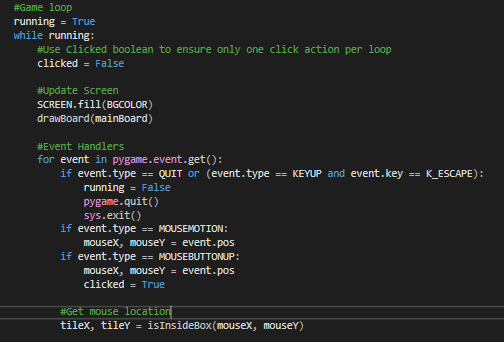 #Game loop
running = True
while running:
#Use Clicked boolean to ensure only one click action per loop
clicked = False
#Update Screen
SCREEN.fill(BGCOLOR)
drawBoard(mainBoard)
#Event Handlers
for event in pygame.event.get():
if event.type == QUIT or (event.type == KEYUP and event.key == K_ESCAPE):
running = False
pygame.quit()
sys.exit()
if event.type == MOUSEMOTION:
mouseX, mouseY = event.pos
if event.type == MOUSEBUTTONUP:
mouseX, mouseY = event.pos
clicked = True
#Get mouse location
tileX, tileY = isInsideBox(mouseX, mouseY)